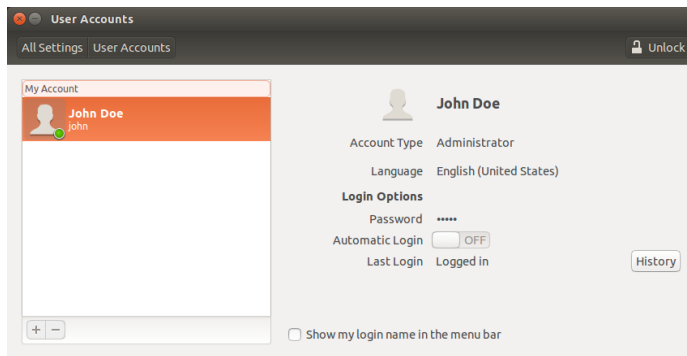 User Accounts
All Settings User Accounts Unlock
My Account
John Doe
john
John Doe
Account Type Administrator
Language English (United States)
Login Options
Password •••••
Automatic Login OFF
Last Login Logged in History
+ −
Show my login name in the menu bar